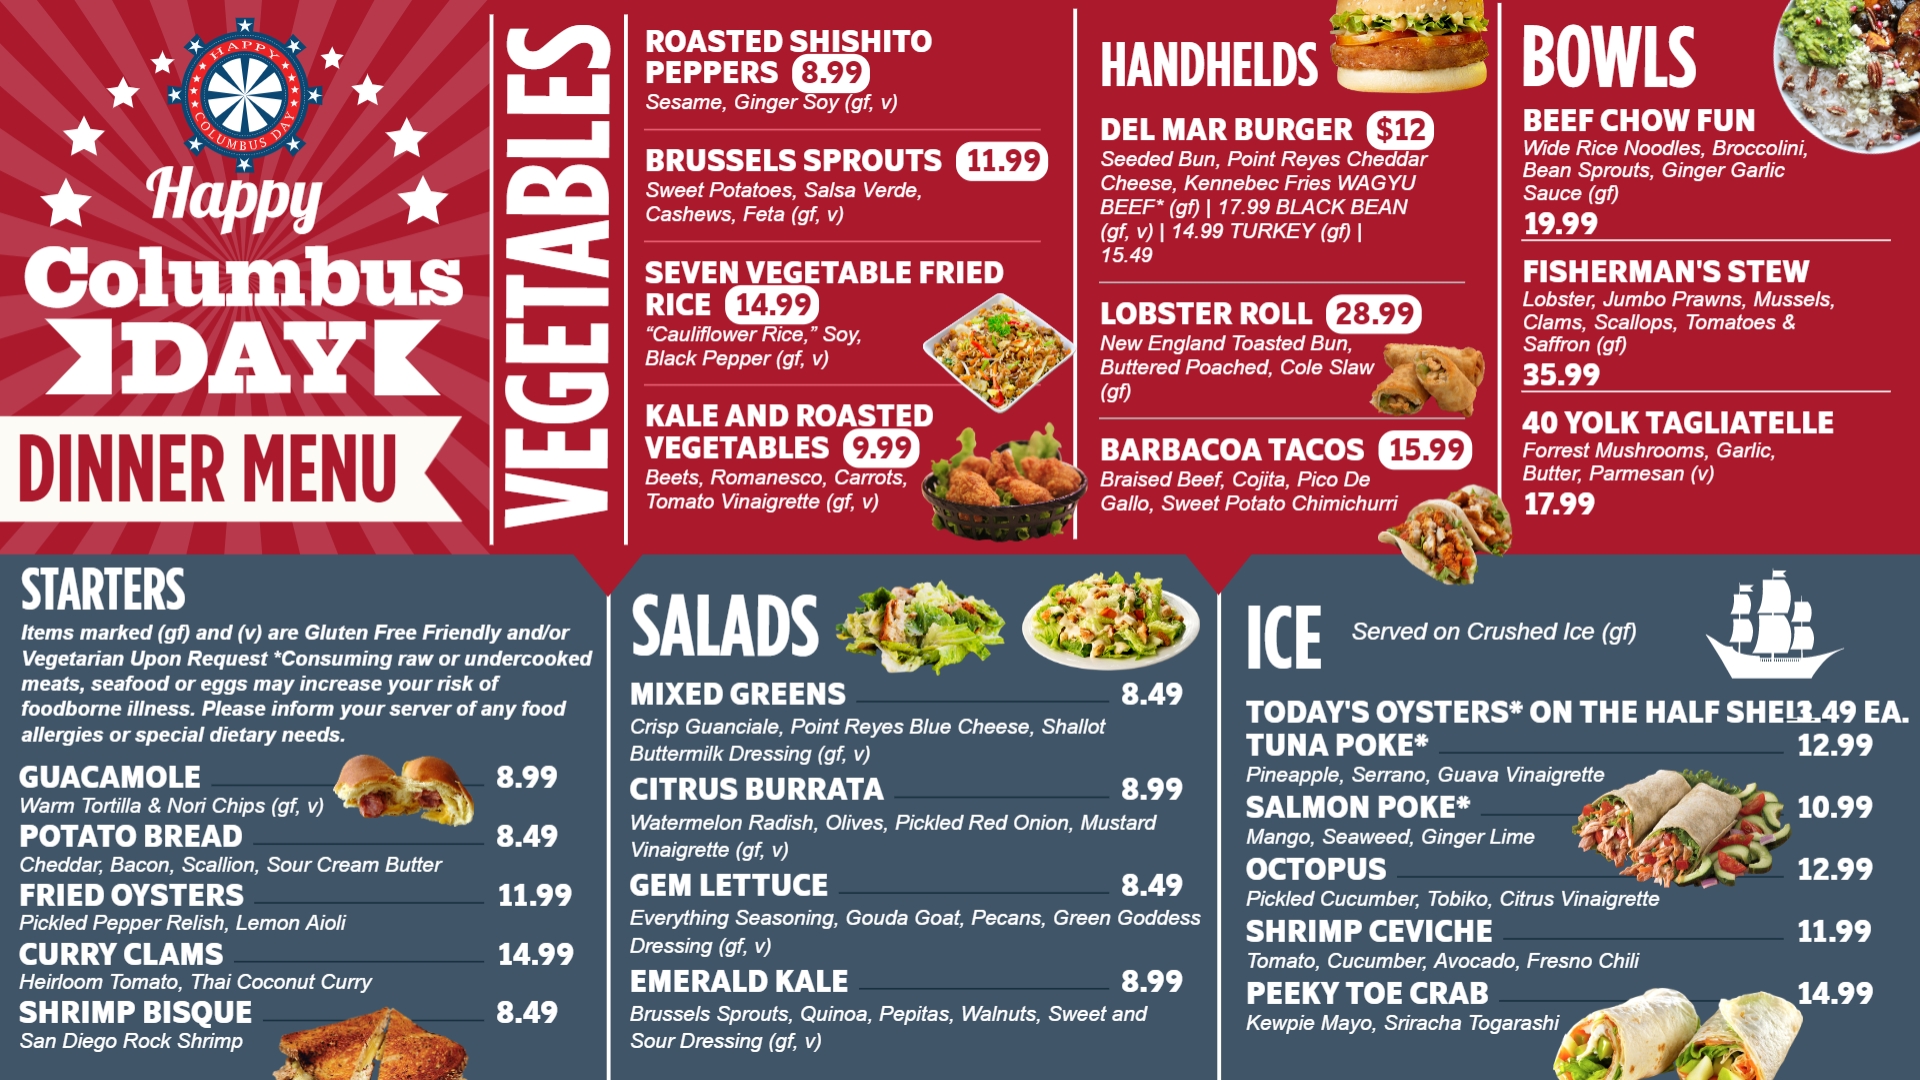 HAPPY
COLUMBUS DAY
Happy
Columbus
DAY
DINNER MENU
VEGETABLES
ROASTED SHISHITO
PEPPERS 8.99
Sesame, Ginger Soy (gf, v)
BRUSSELS SPROUTS 11.99
Sweet Potatoes, Salsa Verde,
Cashews, Feta (gf, v)
SEVEN VEGETABLE FRIED
RICE 14.99
“Cauliflower Rice,” Soy,
Black Pepper (gf, v)
KALE AND ROASTED
VEGETABLES 9.99
Beets, Romanesco, Carrots,
Tomato Vinaigrette (gf, v)
HANDHELDS
DEL MAR BURGER $12
Seeded Bun, Point Reyes Cheddar
Cheese, Kennebec Fries WAGYU
BEEF* (gf) | 17.99 BLACK BEAN
(gf, v) | 14.99 TURKEY (gf) |
15.49
LOBSTER ROLL 28.99
New England Toasted Bun,
Buttered Poached, Cole Slaw
(gf)
BARBACOA TACOS 15.99
Braised Beef, Cojita, Pico De
Gallo, Sweet Potato Chimichurri
BOWLS
BEEF CHOW FUN
Wide Rice Noodles, Broccolini,
Bean Sprouts, Ginger Garlic
Sauce (gf)
19.99
FISHERMAN'S STEW
Lobster, Jumbo Prawns, Mussels,
Clams, Scallops, Tomatoes &
Saffron (gf)
35.99
40 YOLK TAGLIATELLE
Forrest Mushrooms, Garlic,
Butter, Parmesan (v)
17.99
STARTERS
Items marked (gf) and (v) are Gluten Free Friendly and/or
Vegetarian Upon Request *Consuming raw or undercooked
meats, seafood or eggs may increase your risk of
foodborne illness. Please inform your server of any food
allergies or special dietary needs.
GUACAMOLE 8.99
Warm Tortilla & Nori Chips (gf, v)
POTATO BREAD 8.49
Cheddar, Bacon, Scallion, Sour Cream Butter
FRIED OYSTERS 11.99
Pickled Pepper Relish, Lemon Aioli
CURRY CLAMS 14.99
Heirloom Tomato, Thai Coconut Curry
SHRIMP BISQUE 8.49
San Diego Rock Shrimp
SALADS
MIXED GREENS 8.49
Crisp Guanciale, Point Reyes Blue Cheese, Shallot
Buttermilk Dressing (gf, v)
CITRUS BURRATA 8.99
Watermelon Radish, Olives, Pickled Red Onion, Mustard
Vinaigrette (gf, v)
GEM LETTUCE 8.49
Everything Seasoning, Gouda Goat, Pecans, Green Goddess
Dressing (gf, v)
EMERALD KALE 8.99
Brussels Sprouts, Quinoa, Pepitas, Walnuts, Sweet and
Sour Dressing (gf, v)
ICE
Served on Crushed Ice (gf)
TODAY'S OYSTERS* ON THE HALF SHELL 3.49 EA.
TUNA POKE* 12.99
Pineapple, Serrano, Guava Vinaigrette
SALMON POKE* 10.99
Mango, Seaweed, Ginger Lime
OCTOPUS 12.99
Pickled Cucumber, Tobiko, Citrus Vinaigrette
SHRIMP CEVICHE 11.99
Tomato, Cucumber, Avocado, Fresno Chili
PEEKY TOE CRAB 14.99
Kewpie Mayo, Sriracha Togarashi